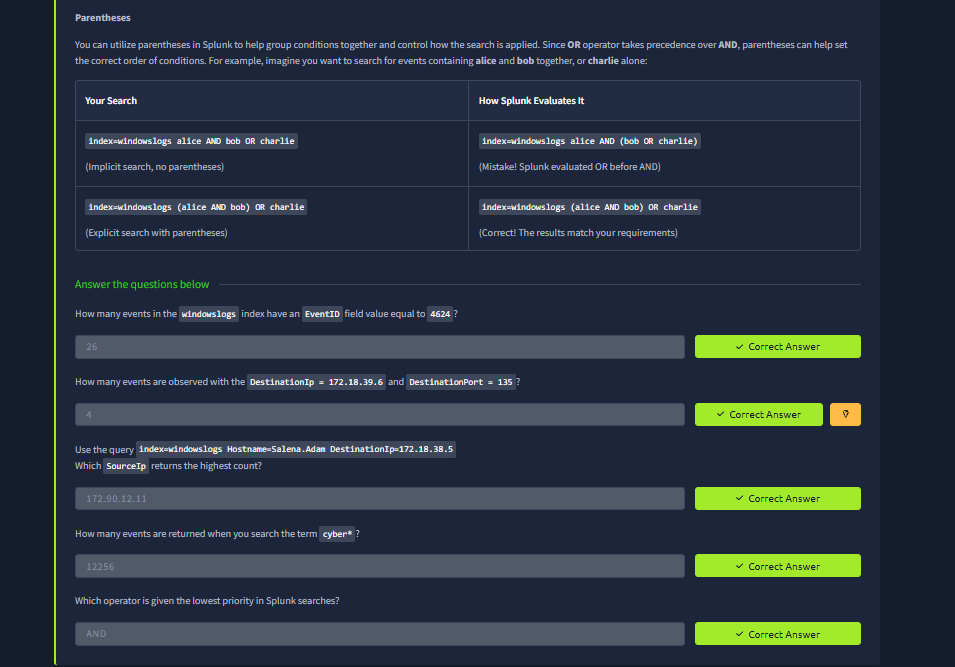 Parentheses
You can utilize parentheses in Splunk to help group conditions together and control how the search is applied. Since OR operator takes precedence over AND, parentheses can help set
the correct order of conditions. For example, imagine you want to search for events containing alice and bob together, or charlie alone:
Your Search
How Splunk Evaluates It
index=windowslogs alice AND bob OR charlie
(Implicit search, no parentheses)
index=windowslogs alice AND (bob OR charlie)
(Mistake! Splunk evaluated OR before AND)
index=windowslogs (alice AND bob) OR charlie
(Explicit search with parentheses)
index=windowslogs (alice AND bob) OR charlie
(Correct! The results match your requirements)
Answer the questions below
How many events in the windowslogs index have an EventID field value equal to 4624 ?
26
✓ Correct Answer
How many events are observed with the DestinationIp = 172.18.39.6 and DestinationPort = 135 ?
4
✓ Correct Answer
Use the query index=windowslogs Hostname=Salena.Adam DestinationIp=172.18.38.5
Which SourceIp returns the highest count?
172.90.12.11
✓ Correct Answer
How many events are returned when you search the term cyber* ?
12256
✓ Correct Answer
Which operator is given the lowest priority in Splunk searches?
AND
✓ Correct Answer